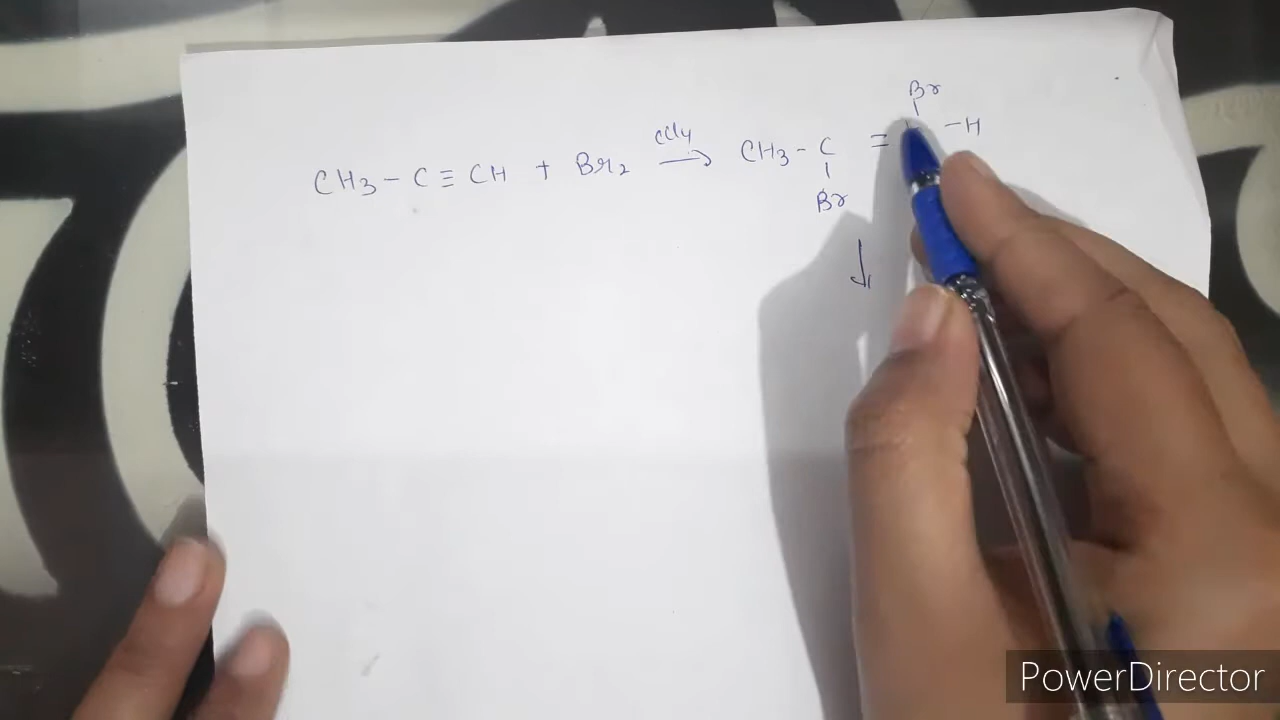 Br
CH3 - C ≡ CH + Br2 CCl4 → CH3 - C = -H
Br
↓
PowerDirector